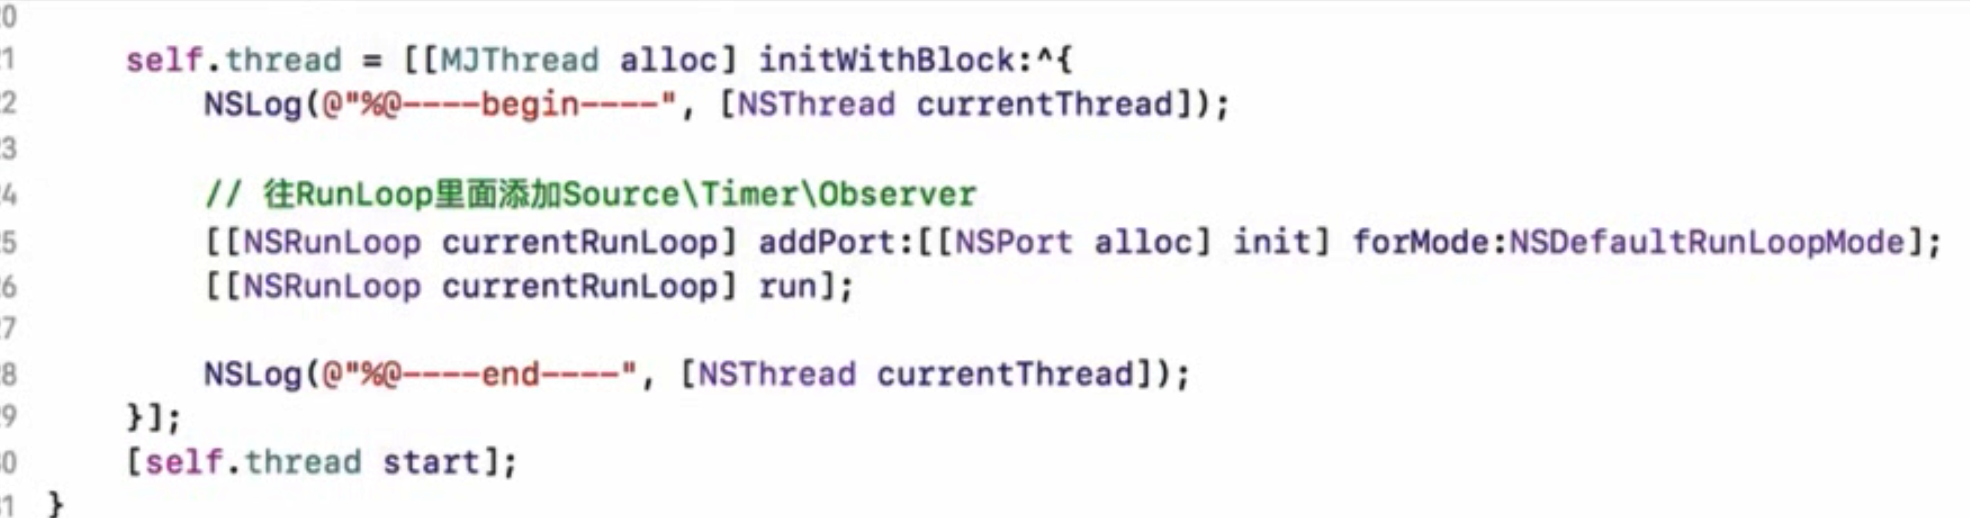 0
1 self.thread = [[MJThread alloc] initWithBlock:^{
2 NSLog(@"%@----begin----", [NSThread currentThread]);
3
4 // 往RunLoop里面添加Source\Timer\Observer
5 [[NSRunLoop currentRunLoop] addPort:[[NSPort alloc] init] forMode:NSDefaultRunLoopMode];
6 [[NSRunLoop currentRunLoop] run];
7
8 NSLog(@"%@----end----", [NSThread currentThread]);
9 }];
0 [self.thread start];
1 }